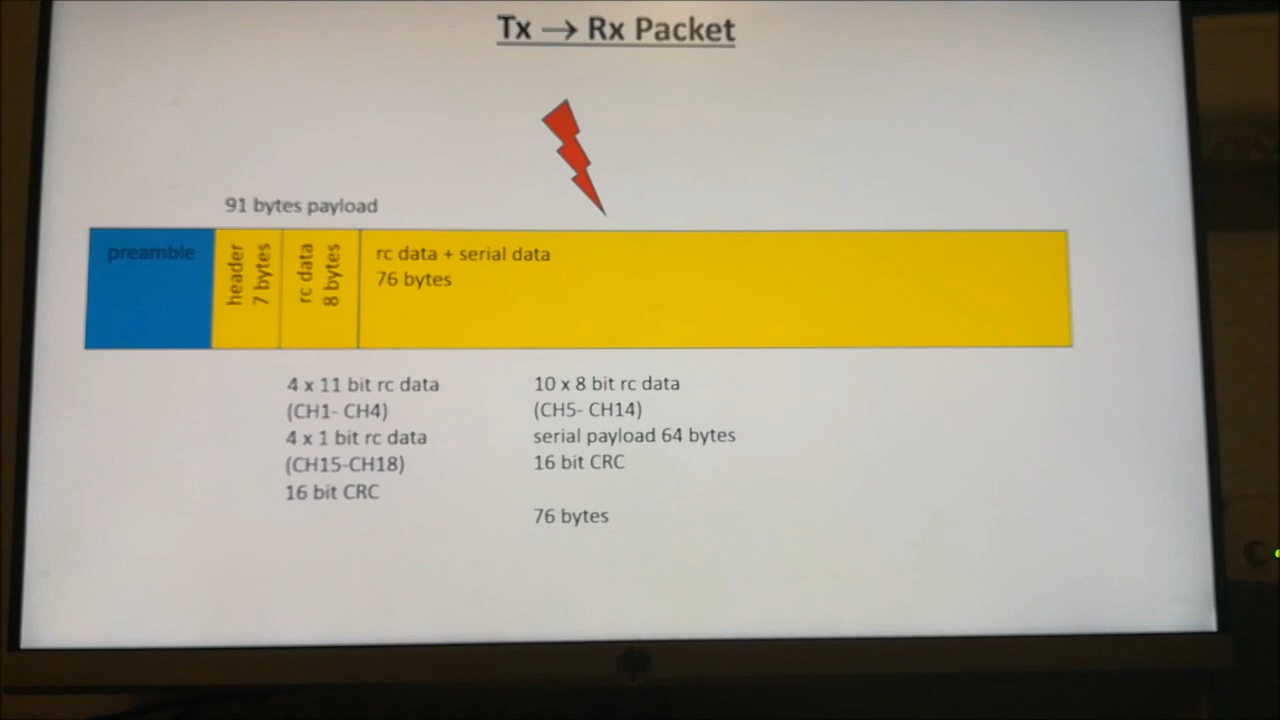 Tx → Rx Packet
91 bytes payload
preamble
header
7 bytes
rc data
8 bytes
rc data + serial data
76 bytes
4 x 11 bit rc data
(CH1- CH4)
4 x 1 bit rc data
(CH15-CH18)
16 bit CRC
10 x 8 bit rc data
(CH5- CH14)
serial payload 64 bytes
16 bit CRC
76 bytes